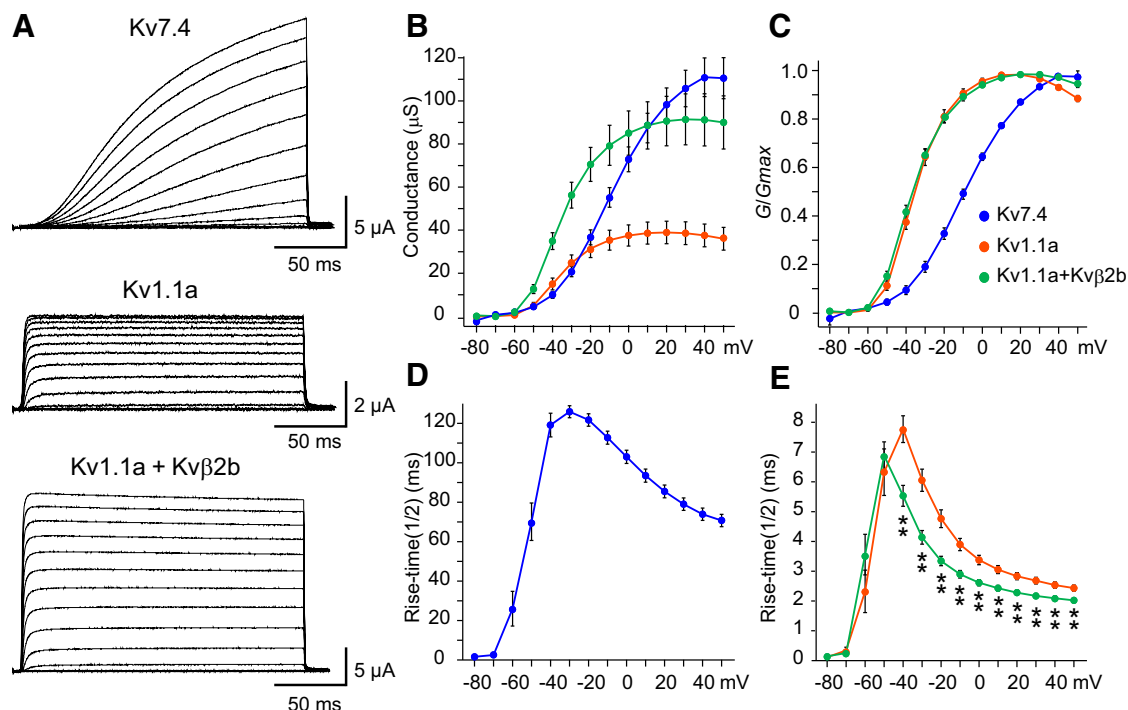 A
Kv7.4
5 µA
50 ms
Kv1.1a
2 µA
50 ms
Kv1.1a + Kvβ2b
5 µA
50 ms
B
Conductance (µS)
120
100
80
60
40
20
0
-80 -60 -40 -20 0 20 40 mV
C
G/Gmax
1.0
0.8
0.6
0.4
0.2
0
Kv7.4
Kv1.1a
Kv1.1a+Kvβ2b
-80 -60 -40 -20 0 20 40 mV
D
Rise-time(1/2) (ms)
120
100
80
60
40
20
0
-80 -60 -40 -20 0 20 40 mV
E
Rise-time(1/2) (ms)
8
7
6
5
4
3
2
1
0
** ** ** ** ** ** ** ** ** **
-80 -60 -40 -20 0 20 40 mV